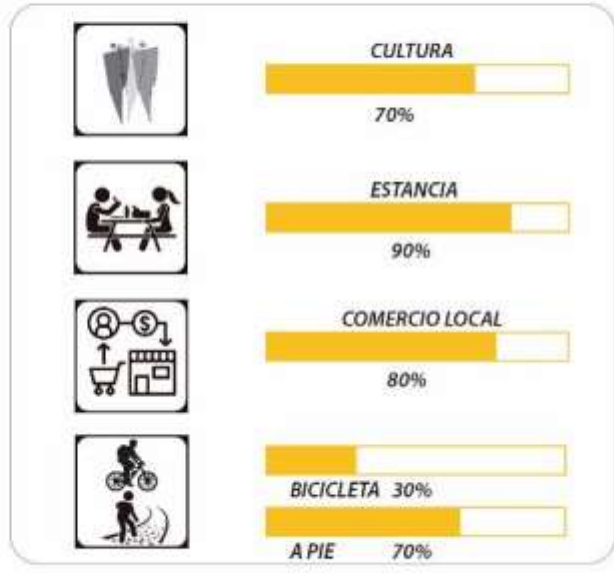 CULTURA
70%
ESTANCIA
90%
COMERCIO LOCAL
80%
BICICLETA 30%
A PIE 70%